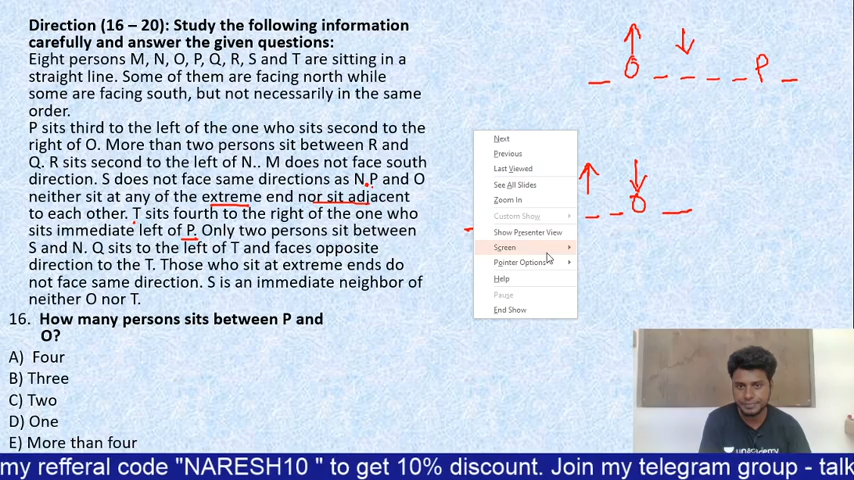 Direction (16 – 20): Study the following information
carefully and answer the given questions:
Eight persons M, N, O, P, Q, R, S and T are sitting in a
straight line. Some of them are facing north while
some are facing south, but not necessarily in the same
order.
P sits third to the left of the one who sits second to the
right of O. More than two persons sit between R and
Q. R sits second to the left of N.. M does not face south
direction. S does not face same directions as N.P and O
neither sit at any of the extreme end nor sit adjacent
to each other. T sits fourth to the right of the one who
sits immediate left of P. Only two persons sit between
S and N. Q sits to the left of T and faces opposite
direction to the T. Those who sit at extreme ends do
not face same direction. S is an immediate neighbor of
neither O nor T.
16. How many persons sits between P and
O?
A) Four
B) Three
C) Two
D) One
E) More than four
O P
O
Next
Previous
Last Viewed
See All Slides
Zoom In
Custom Show
Show Presenter View
Screen
Pointer Options
Help
Pause
End Show
unacademy
my refferal code "NARESH10 " to get 10% discount. Join my telegram group - talk